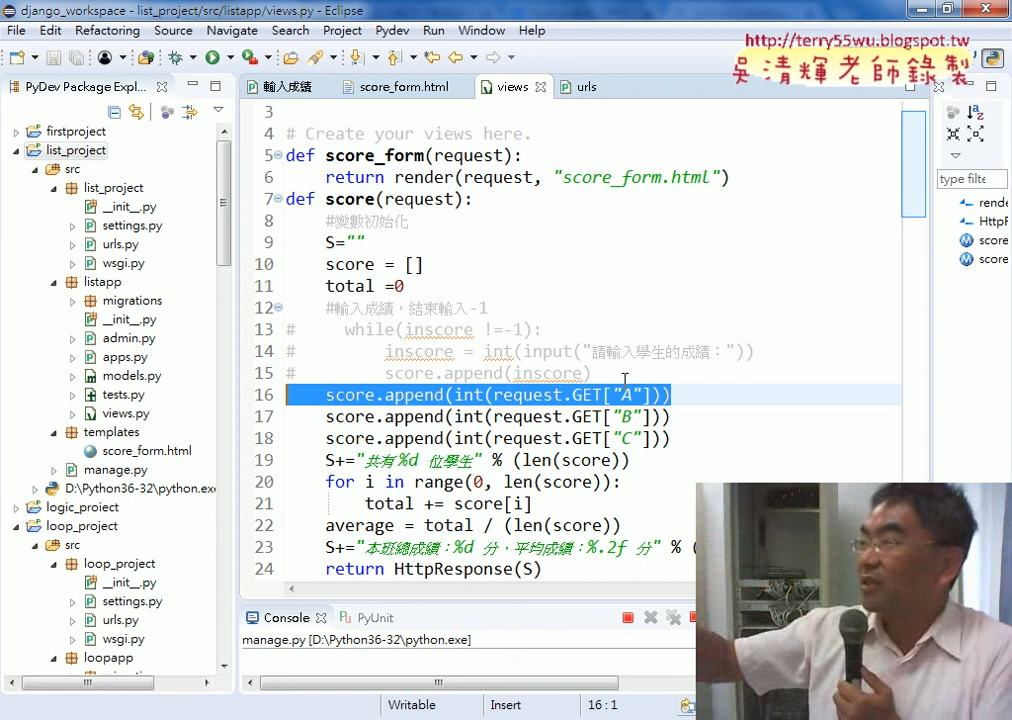 django_workspace - list_project/src/listapp/views.py - Eclipse
File Edit Refactoring Source Navigate Search Project Pydev Run Window Help
http://terry55wu.blogspot.tw
吳清輝老師錄製
PyDev Package Expl...
輸入成績 score_form.html views urls
firstproject
list_project
src
list_project
__init__.py
settings.py
urls.py
wsgi.py
listapp
migrations
__init__.py
admin.py
apps.py
models.py
tests.py
views.py
templates
score_form.html
manage.py
D:\Python36-32\python.exe
logic_project
loop_project
src
loop_project
__init__.py
settings.py
urls.py
wsgi.py
loopapp
3
4 # Create your views here.
5 def score_form(request):
6 return render(request, "score_form.html")
7 def score(request):
8 #變數初始化
9 S=""
10 score = []
11 total =0
12 #輸入成績，結束輸入-1
13 # while(inscore !=-1):
14 # inscore = int(input("請輸入學生的成績："))
15 # score.append(inscore)
16 score.append(int(request.GET["A"]))
17 score.append(int(request.GET["B"]))
18 score.append(int(request.GET["C"]))
19 S+="共有%d 位學生" % (len(score))
20 for i in range(0, len(score)):
21 total += score[i]
22 average = total / (len(score))
23 S+="本班總成績：%d 分，平均成績：%.2f 分" % (
24 return HttpResponse(S)
type filte
rende
HttpR
score
score
Console PyUnit
manage.py [D:\Python36-32\python.exe]
Writable Insert 16 : 1